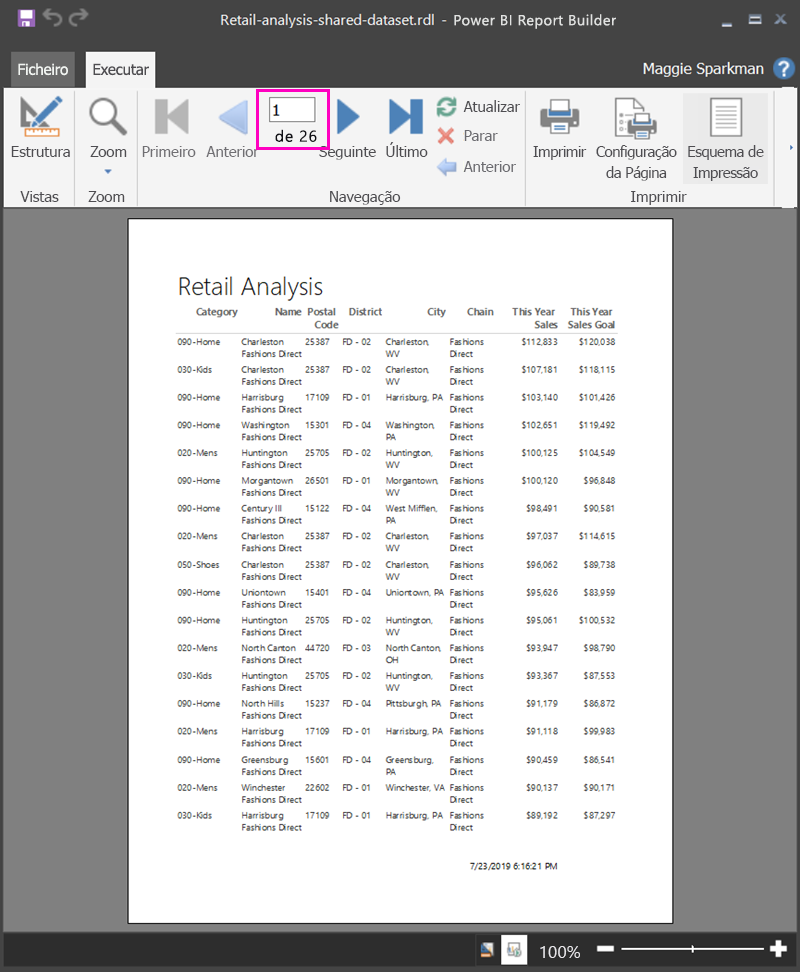 Retail-analysis-shared-dataset.rdl - Power BI Report Builder
Ficheiro Executar Maggie Sparkman ?
1
de 26
Atualizar
Parar
Anterior
Estrutura Zoom Primeiro Anterior Seguinte Último Imprimir Configuração da Página Esquema de Impressão
Vistas Zoom Navegação Imprimir
Retail Analysis
Category Name Postal District City Chain This Year This Year
Code Sales Sales Goal
090-Home Charleston 25387 FD - 02 Charleston, Fashions $112,833 $120,038
Fashions Direct WV Direct
030-Kids Charleston 25387 FD - 02 Charleston, Fashions $107,181 $118,115
Fashions Direct WV Direct
090-Home Harrisburg 17109 FD - 01 Harrisburg, PA Fashions $103,140 $101,426
Fashions Direct Direct
090-Home Washington 15301 FD - 04 Washington, Fashions $102,651 $119,492
Fashions Direct PA Direct
020-Mens Huntington 25705 FD - 02 Huntington, Fashions $100,125 $104,549
Fashions Direct WV Direct
090-Home Morgantown 26501 FD - 01 Morgantown, Fashions $100,120 $96,848
Fashions Direct WV Direct
090-Home Century III 15122 FD - 04 West Mifflen, Fashions $98,491 $90,581
Fashions Direct PA Direct
020-Mens Charleston 25387 FD - 02 Charleston, Fashions $97,037 $114,615
Fashions Direct WV Direct
050-Shoes Charleston 25387 FD - 02 Charleston, Fashions $96,062 $89,738
Fashions Direct WV Direct
090-Home Uniontown 15401 FD - 04 Uniontown, PA Fashions $95,626 $83,959
Fashions Direct Direct
090-Home Huntington 25705 FD - 02 Huntington, Fashions $95,061 $100,532
Fashions Direct WV Direct
020-Mens North Canton 44720 FD - 03 North Canton, Fashions $93,947 $98,790
Fashions Direct OH Direct
030-Kids Huntington 25705 FD - 02 Huntington, Fashions $93,367 $87,553
Fashions Direct WV Direct
090-Home North Hills 15237 FD - 04 Pittsburgh, PA Fashions $91,179 $86,872
Fashions Direct Direct
020-Mens Harrisburg 17109 FD - 01 Harrisburg, PA Fashions $91,118 $99,983
Fashions Direct Direct
090-Home Greensburg 15601 FD - 04 Greensburg, Fashions $90,459 $86,541
Fashions Direct PA Direct
020-Mens Winchester 22602 FD - 01 Winchester, VA Fashions $90,137 $90,171
Fashions Direct Direct
030-Kids Harrisburg 17109 FD - 01 Harrisburg, PA Fashions $89,192 $87,297
Fashions Direct Direct
7/23/2019 6:16:21 PM
100%